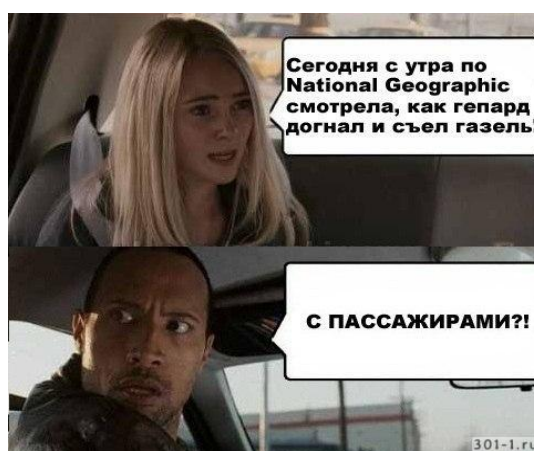 Сегодня с утра по
National Geographic
смотрела, как гепард
догнал и съел газель!
С ПАССАЖИРАМИ?!
301-1.ru